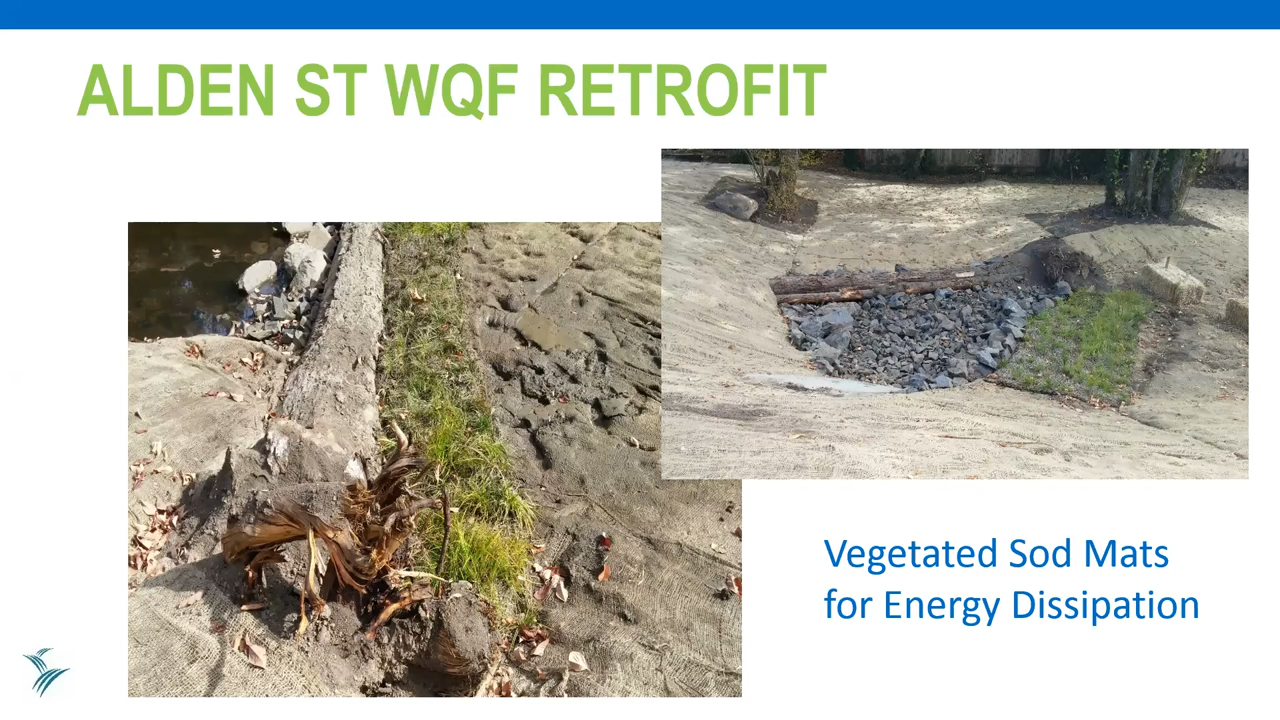 ALDEN ST WQF RETROFIT
Vegetated Sod Mats
for Energy Dissipation